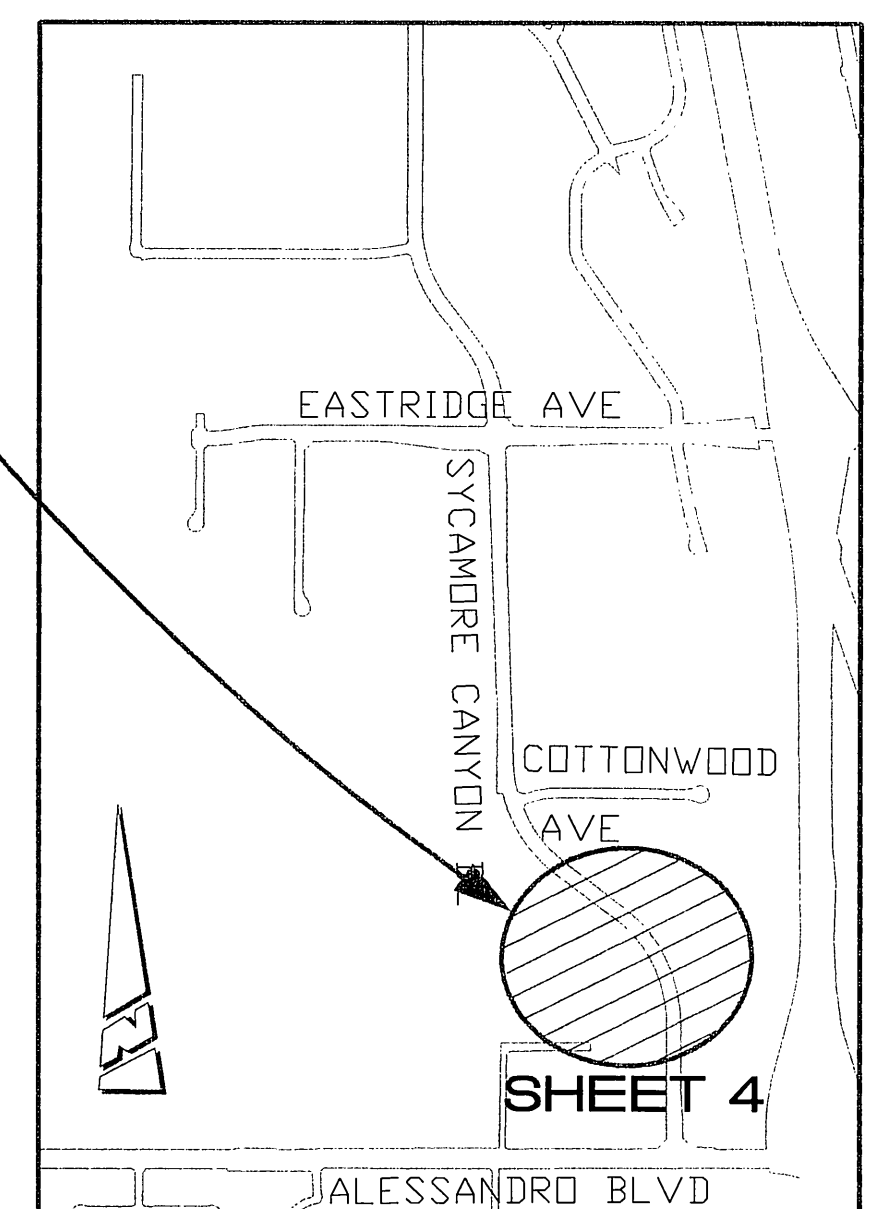 EASTRIDGE AVE
SYCAMORE CANYON
COTTONWOOD
AVE
N
SHEET 4
ALESSANDRO BLVD